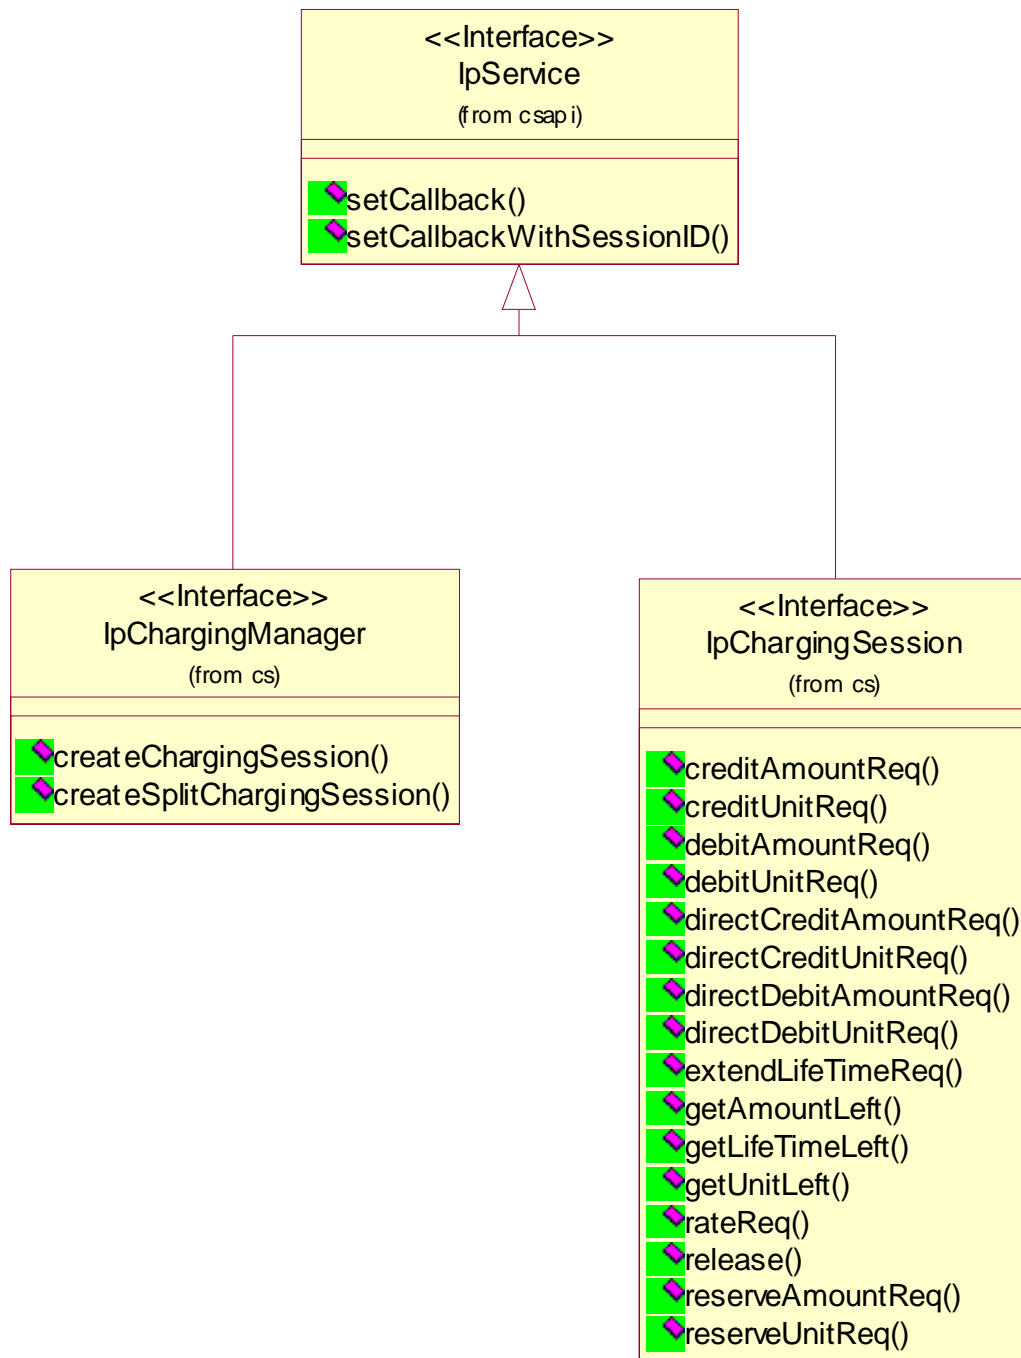 <<Interface>>
IpService
(from csapi)
setCallback()
setCallbackWithSessionID()
<<Interface>>
IpChargingManager
(from cs)
createChargingSession()
createSplitChargingSession()
<<Interface>>
IpChargingSession
(from cs)
creditAmountReq()
creditUnitReq()
debitAmountReq()
debitUnitReq()
directCreditAmountReq()
directCreditUnitReq()
directDebitAmountReq()
directDebitUnitReq()
extendLifeTimeReq()
getAmountLeft()
getLifeTimeLeft()
getUnitLeft()
rateReq()
release()
reserveAmountReq()
reserveUnitReq()